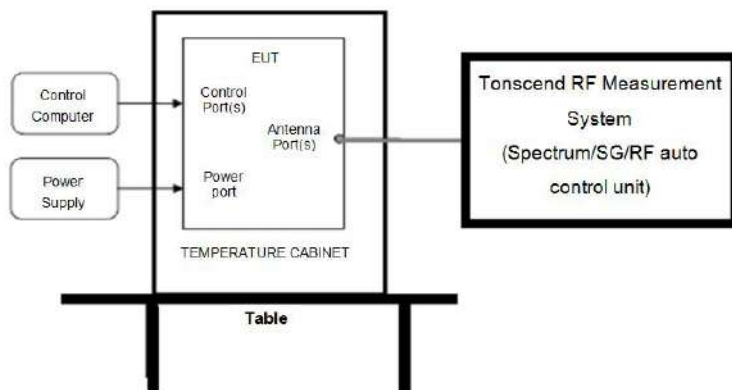 EUT
Control
Computer
Control
Port(s)
Antenna
Port(s)
Power
Supply
Power
port
TEMPERATURE CABINET
Table
Tonscend RF Measurement
System
(Spectrum/SG/RF auto
control unit)